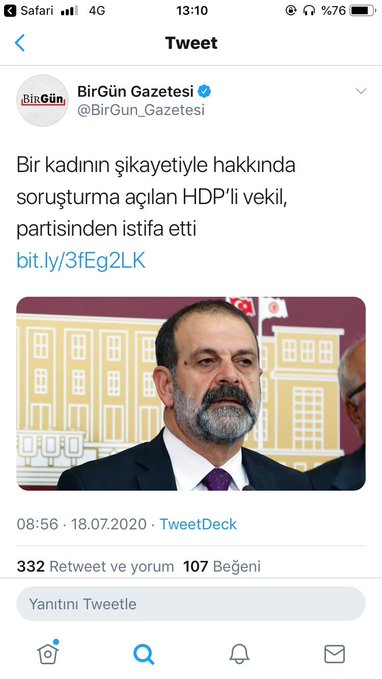 Safari 4G 13:10 %76
Tweet
BİRGün BirGün Gazetesi
@BirGun_Gazetesi
Bir kadının şikayetiyle hakkında
soruşturma açılan HDP'li vekil,
partisinden istifa etti
bit.ly/3fEg2LK
08:56 · 18.07.2020 · TweetDeck
332 Retweet ve yorum 107 Beğeni
Yanıtını Tweetle